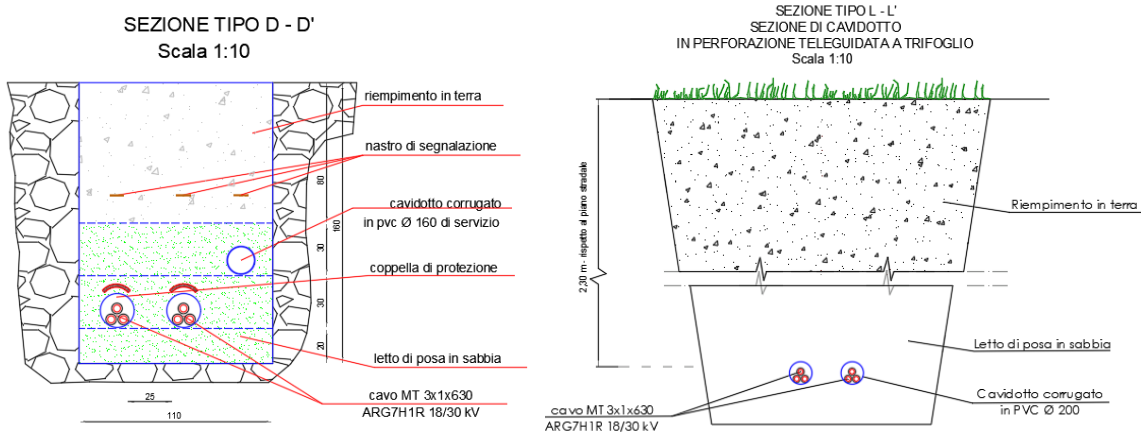 SEZIONE TIPO D - D'
Scala 1:10
riempimento in terra
nastro di segnalazione
cavidotto corrugato
in pvc Ø 160 di servizio
coppella di protezione
letto di posa in sabbia
cavo MT 3x1x630
ARG7H1R 18/30 kV
80
160
30
30
20
25
110
SEZIONE TIPO L - L'
SEZIONE DI CAVIDOTTO
IN PERFORAZIONE TELEGUIDATA A TRIFOGLIO
Scala 1:10
2,30 m - rispetto al piano stradale
Riempimento in terra
Letto di posa in sabbia
Cavidotto corrugato
in PVC Ø 200
cavo MT 3x1x630
ARG7H1R 18/30 kV